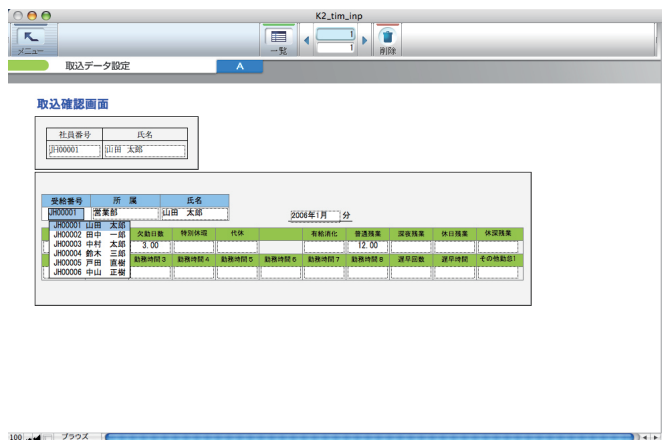 K2_tim_inp
メニュー
一覧
1
1
削除
取込データ設定
A
取込確認画面
社員番号 氏名
JH00001 山田 太郎
受給番号 所 属 氏名
JH00001 営業部 山田 太郎 2006年1月 分
JH00001 山田 太郎
JH00002 田中 一郎
JH00003 中村 太郎
JH00004 鈴木 三郎
JH00005 戸田 直樹
JH00006 中山 正樹
欠勤日数 特別休暇 代休 有給消化 普通残業 深夜残業 休日残業 休深残業
3.00 12.00
勤務時間3 勤務時間4 勤務時間5 勤務時間6 勤務時間7 勤務時間8 遅早回数 遅早時間 その他勤怠1
100 ブラウズ